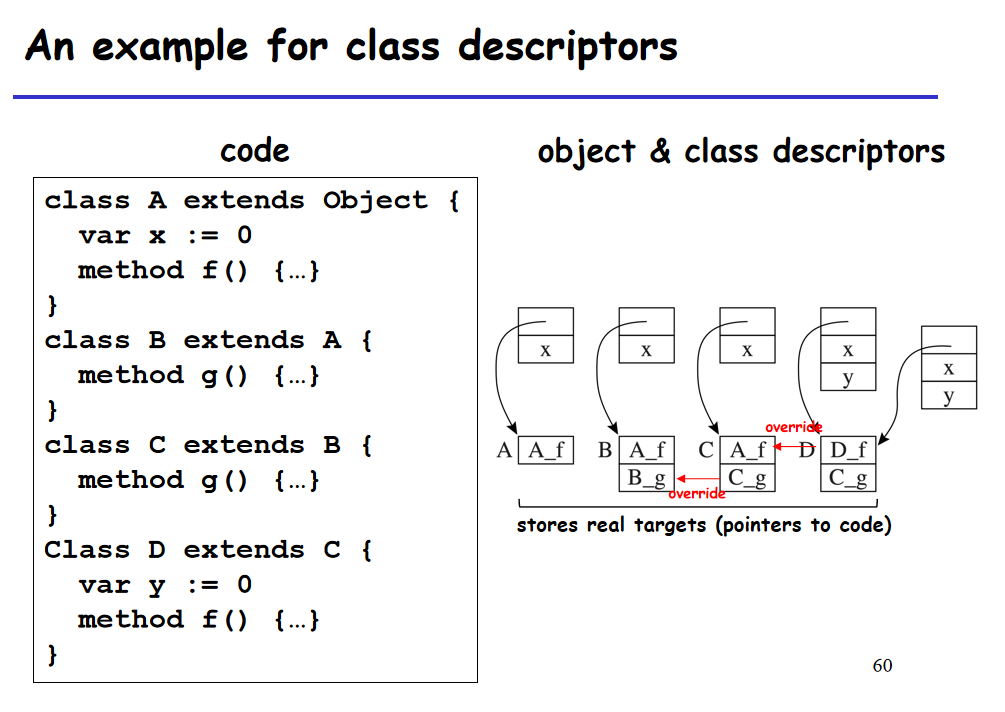 An example for class descriptors
code
object & class descriptors
class A extends Object {
var x := 0
method f() {…}
}
class B extends A {
method g() {…}
}
class C extends B {
method g() {…}
}
Class D extends C {
var y := 0
method f() {…}
}
x
x
x
x
y
x
y
override
A A_f
B A_f
B_g
C A_f
C_g
D D_f
C_g
override
stores real targets (pointers to code)
60